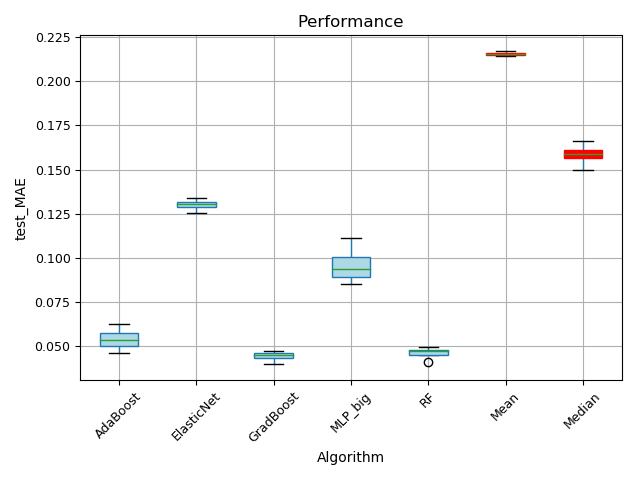 Performance
0.225
0.200
0.175
0.150
0.125
0.100
0.075
0.050
test_MAE
AdaBoost
ElasticNet
GradBoost
MLP_big
RF
Mean
Median
Algorithm